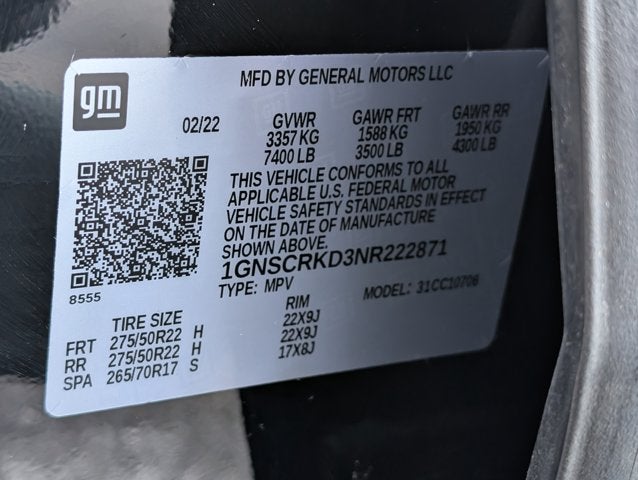 gm
MFD BY GENERAL MOTORS LLC
02/22 GVWR GAWR FRT GAWR RR
3357 KG 1588 KG 1950 KG
7400 LB 3500 LB 4300 LB
THIS VEHICLE CONFORMS TO ALL
APPLICABLE U.S. FEDERAL MOTOR
VEHICLE SAFETY STANDARDS IN EFFECT
ON THE DATE OF MANUFACTURE
SHOWN ABOVE.
1GNSCRKD3NR222871
8555
TYPE: MPV MODEL: 31CC10706
TIRE SIZE RIM
FRT 275/50R22 H 22X9J
RR 275/50R22 H 22X9J
SPA 265/70R17 S 17X8J